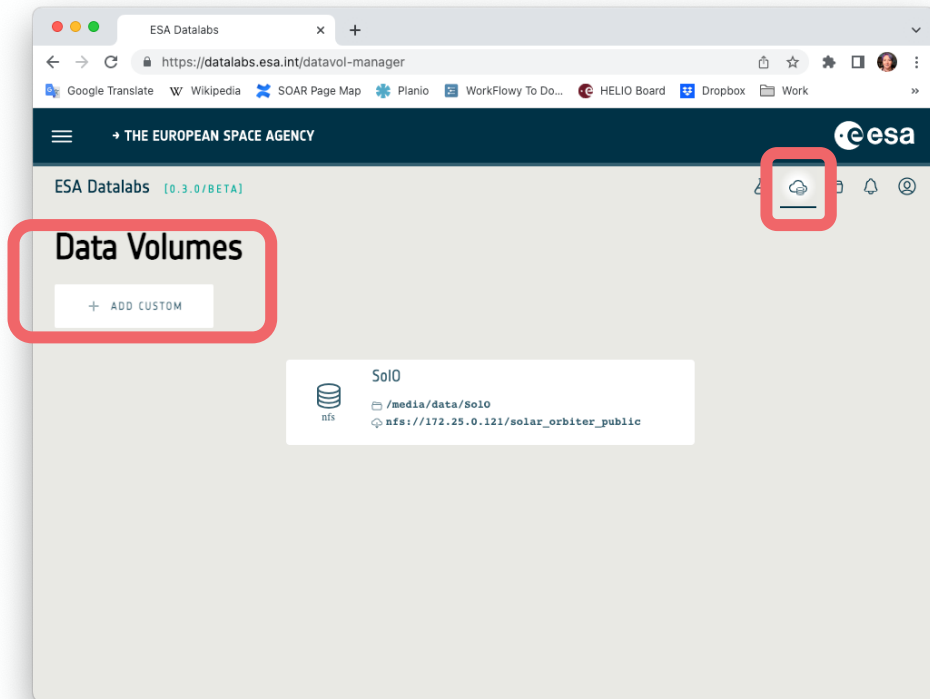 ESA Datalabs
https://datalabs.esa.int/datavol-manager
Google Translate W Wikipedia SOAR Page Map Planio WorkFlowy To Do... HELIO Board Dropbox Work »
→ THE EUROPEAN SPACE AGENCY esa
ESA Datalabs [0.3.0/BETA]
Data Volumes
+ ADD CUSTOM
SolO
/media/data/SolO
nfs nfs://172.25.0.121/solar_orbiter_public